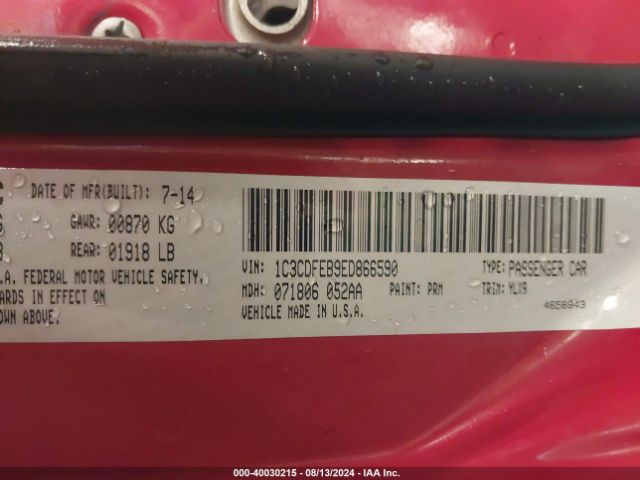 DATE OF MFR(BUILT): 7-14
GAWR: 00870 KG
REAR: 01918 LB
.A. FEDERAL MOTOR VEHICLE SAFETY,
ARDS IN EFFECT ON
OWN ABOVE.
VIN: 1C3CDFEB9ED866590 TYPE: PASSENGER CAR
MDH: 071806 052AA PAINT: PRM TRIM: YLX9
VEHICLE MADE IN U.S.A. 4658843
000-40030215 - 08/13/2024 - IAA Inc.